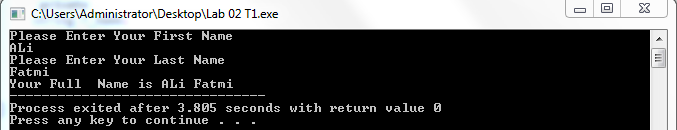 C:\Users\Administrator\Desktop\Lab 02 T1.exe
Please Enter Your First Name
ALi
Please Enter Your Last Name
Fatmi
Your Full  Name is ALi Fatmi
--------------------------------
Process exited after 3.805 seconds with return value 0
Press any key to continue . . .